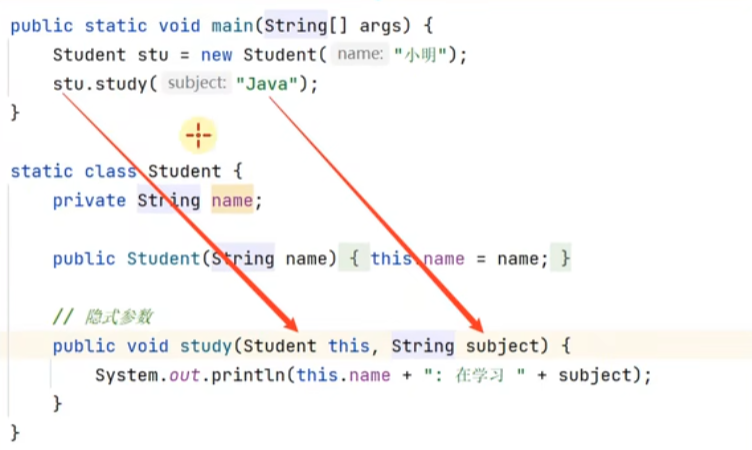 public static void main(String[] args) {
Student stu = new Student( name: "小明");
stu.study( subject: "Java");
}
static class Student {
private String name;
public Student(String name) { this.name = name; }
// 隐式参数
public void study(Student this, String subject) {
System.out.println(this.name + ": 在学习 " + subject);
}
}